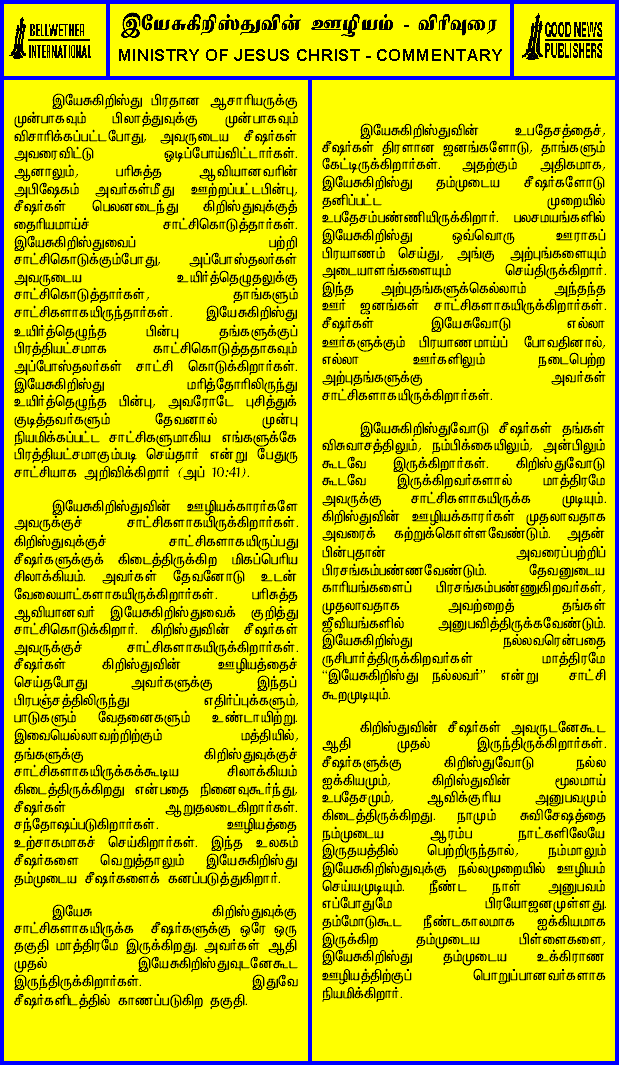 BELLWETHER
INTERNATIONAL
இயேசுகிறிஸ்துவின் ஊழியம் - விரிவுரை
MINISTRY OF JESUS CHRIST - COMMENTARY
GOOD NEWS
PUBLISHERS
இயேசுகிறிஸ்து பிரதான ஆசாரியருக்கு
முன்பாகவும் பிலாத்துவுக்கு முன்பாகவும்
விசாரிக்கப்பட்டபோது, அவருடைய சீஷர்கள்
அவரைவிட்டு ஓடிப்போய்விட்டார்கள்.
ஆனாலும், பரிசுத்த ஆவியானவரின்
அபிஷேகம் அவர்கள்மீது ஊற்றப்பட்டபின்பு,
சீஷர்கள் பெலனடைந்து கிறிஸ்துவுக்குத்
தைரியமாய்ச் சாட்சிகொடுத்தார்கள்.
இயேசுகிறிஸ்துவைப் பற்றி
சாட்சிகொடுக்கும்போது, அப்போஸ்தலர்கள்
அவருடைய உயிர்த்தெழுதலுக்கு
சாட்சிகொடுத்தார்கள், தாங்களும்
சாட்சிகளாகயிருந்தார்கள். இயேசுகிறிஸ்து
உயிர்த்தெழுந்த பின்பு தங்களுக்குப்
பிரத்தியட்சமாக காட்சிகொடுத்ததாகவும்
அப்போஸ்தலர்கள் சாட்சி கொடுக்கிறார்கள்.
இயேசுகிறிஸ்து மரித்தோரிலிருந்து
உயிர்த்தெழுந்த பின்பு, அவரோடே புசித்துக்
குடித்தவர்களும் தேவனால் முன்பு
நியமிக்கப்பட்ட சாட்சிகளுமாகிய எங்களுக்கே
பிரத்தியட்சமாகும்படி செய்தார் என்று பேதுரு
சாட்சியாக அறிவிக்கிறார் (அப் 10:41).
இயேசுகிறிஸ்துவின் ஊழியக்காரர்களே
அவருக்குச் சாட்சிகளாகயிருக்கிறார்கள்.
கிறிஸ்துவுக்குச் சாட்சிகளாகயிருப்பது
சீஷர்களுக்குக் கிடைத்திருக்கிற மிகப்பெரிய
சிலாக்கியம். அவர்கள் தேவனோடு உடன்
வேலையாட்களாகயிருக்கிறார்கள். பரிசுத்த
ஆவியானவர் இயேசுகிறிஸ்துவைக் குறித்து
சாட்சிகொடுக்கிறார். கிறிஸ்துவின் சீஷர்கள்
அவருக்குச் சாட்சிகளாகயிருக்கிறார்கள்.
சீஷர்கள் கிறிஸ்துவின் ஊழியத்தைச்
செய்தபோது அவர்களுக்கு இந்தப்
பிரபஞ்சத்திலிருந்து எதிர்ப்புக்களும்,
பாடுகளும் வேதனைகளும் உண்டாயிற்று.
இவையெல்லாவற்றிற்கும் மத்தியில்,
தங்களுக்கு கிறிஸ்துவுக்குச்
சாட்சிகளாகயிருக்கக்கூடிய சிலாக்கியம்
கிடைத்திருக்கிறது என்பதை நினைவுகூர்ந்து,
சீஷர்கள் ஆறுதலடைகிறார்கள்.
சந்தோஷப்படுகிறார்கள். ஊழியத்தை
உற்சாகமாகச் செய்கிறார்கள். இந்த உலகம்
சீஷர்களை வெறுத்தாலும் இயேசுகிறிஸ்து
தம்முடைய சீஷர்களைக் கனப்படுத்துகிறார்.
இயேசு கிறிஸ்துவுக்கு
சாட்சிகளாகயிருக்க சீஷர்களுக்கு ஒரே ஒரு
தகுதி மாத்திரமே இருக்கிறது. அவர்கள் ஆதி
முதல் இயேசுகிறிஸ்துவுடனேகூட
இருந்திருக்கிறார்கள். இதுவே
சீஷர்களிடத்தில் காணப்படுகிற தகுதி.
இயேசுகிறிஸ்துவின் உபதேசத்தைச்,
சீஷர்கள் திரளான ஜனங்களோடு, தாங்களும்
கேட்டிருக்கிறார்கள். அதற்கும் அதிகமாக,
இயேசுகிறிஸ்து தம்முடைய சீஷர்களோடு
தனிப்பட்ட முறையில்
உபதேசம்பண்ணியிருக்கிறார். பலசமயங்களில்
இயேசுகிறிஸ்து ஒவ்வொரு ஊராகப்
பிரயாணம் செய்து, அங்கு அற்புங்களையும்
அடையாளங்களையும் செய்திருக்கிறார்.
இந்த அற்புதங்களுக்கெல்லாம் அந்தந்த
ஊர் ஜனங்கள் சாட்சிகளாகயிருக்கிறார்கள்.
சீஷர்கள் இயேசுவோடு எல்லா
ஊர்களுக்கும் பிரயாணமாய்ப் போவதினால்,
எல்லா ஊர்களிலும் நடைபெற்ற
அற்புதங்களுக்கு அவர்கள்
சாட்சிகளாகயிருக்கிறார்கள்.
இயேசுகிறிஸ்துவோடு சீஷர்கள் தங்கள்
விசுவாசத்திலும், நம்பிக்கையிலும், அன்பிலும்
கூடவே இருக்கிறார்கள். கிறிஸ்துவோடு
கூடவே இருக்கிறவர்களால் மாத்திரமே
அவருக்கு சாட்சிகளாகயிருக்க முடியும்.
கிறிஸ்துவின் ஊழியக்காரர்கள் முதலாவதாக
அவரைக் கற்றுக்கொள்ளவேண்டும். அதன்
பின்புதான் அவரைப்பற்றிப்
பிரசங்கம்பண்ணவேண்டும். தேவனுடைய
காரியங்களைப் பிரசங்கம்பண்ணுகிறவர்கள்,
முதலாவதாக அவற்றைத் தங்கள்
ஜீவியங்களில் அனுபவித்திருக்கவேண்டும்.
இயேசுகிறிஸ்து நல்லவரென்பதை
ருசிபார்த்திருக்கிறவர்கள் மாத்திரமே
“இயேசுகிறிஸ்து நல்லவர்” என்று சாட்சி
கூறமுடியும்.
கிறிஸ்துவின் சீஷர்கள் அவருடனேகூட
ஆதி முதல் இருந்திருக்கிறார்கள்.
சீஷர்களுக்கு கிறிஸ்துவோடு நல்ல
ஐக்கியமும், கிறிஸ்துவின் மூலமாய்
உபதேசமும், ஆவிக்குரிய அனுபவமும்
கிடைத்திருக்கிறது. நாமும் சுவிசேஷத்தை
நம்முடைய ஆரம்ப நாட்களிலேயே
இருதயத்தில் பெற்றிருந்தால், நம்மாலும்
இயேசுகிறிஸ்துவுக்கு நல்லமுறையில் ஊழியம்
செய்யமுடியும். நீண்ட நாள் அனுபவம்
எப்போதுமே பிரயோஜனமுள்ளது.
தம்மோடுகூட நீண்டகாலமாக ஐக்கியமாக
இருக்கிற தம்முடைய பிள்ளைகளை,
இயேசுகிறிஸ்து தம்முடைய உக்கிராண
ஊழியத்திற்குப் பொறுப்பானவர்களாக
நியமிக்கிறார்.